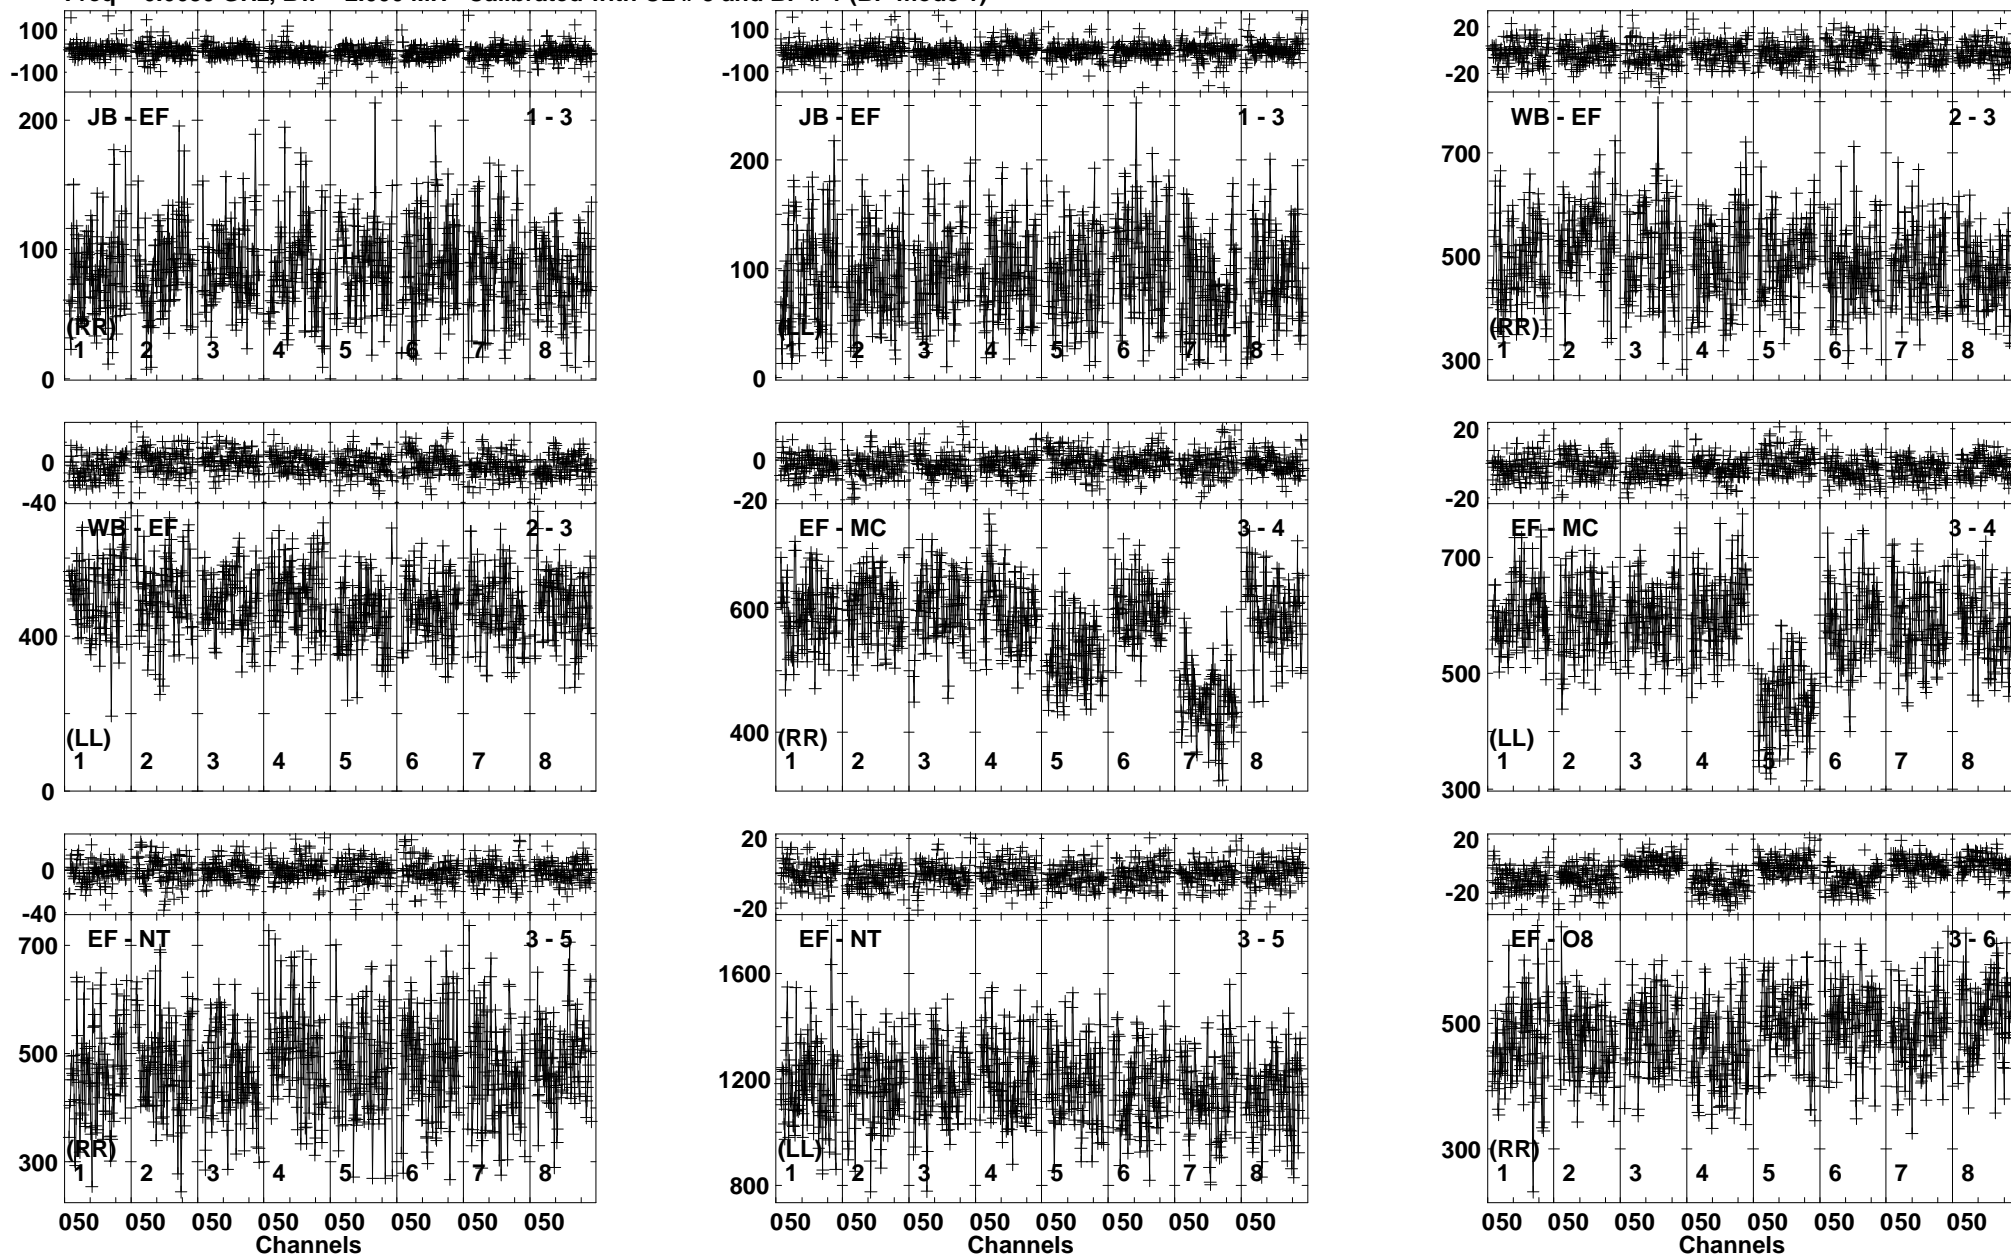 100
-100
JB - EF 1 - 3
200
100
0
(RR)
1 2 3 4 5 6 7 8
100
-100
JB - EF 1 - 3
200
100
0
(LL)
1 2 3 4 5 6 7 8
20
-20
WB - EF 2 - 3
700
500
300
(RR)
1 2 3 4 5 6 7 8
0
-40
WB - EF 2 - 3
400
0
(LL)
1 2 3 4 5 6 7 8
0
-20
EF - MC 3 - 4
600
400
(RR)
1 2 3 4 5 6 7 8
20
-20
EF - MC 3 - 4
700
500
300
(LL)
1 2 3 4 5 6 7 8
0
-40
EF - NT 3 - 5
700
500
300
(RR)
1 2 3 4 5 6 7 8
050 050 050 050 050 050 050 050
Channels
20
-20
EF - NT 3 - 5
1600
1200
800
(LL)
1 2 3 4 5 6 7 8
050 050 050 050 050 050 050 050
Channels
20
-20
EF - O8 3 - 6
500
300
(RR)
1 2 3 4 5 6 7 8
050 050 050 050 050 050 050 050
Channels